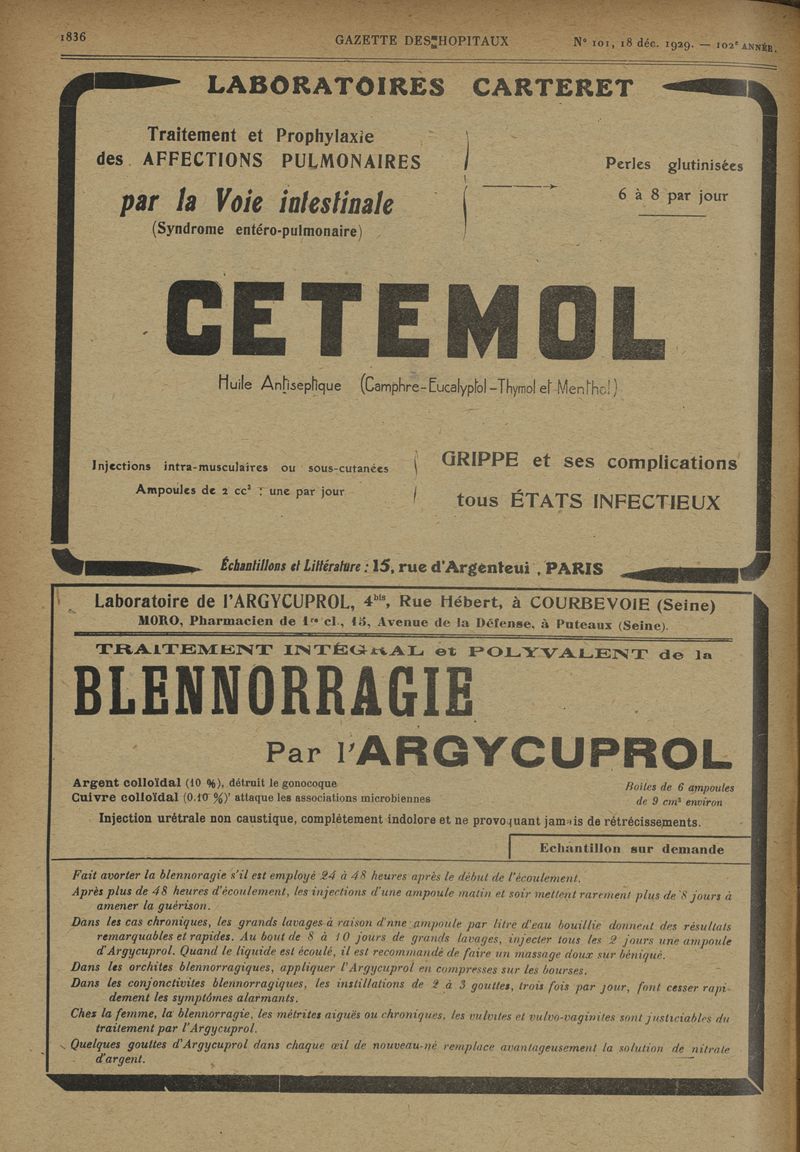 1836
GAZETTE DES HOPITAUX
N° 101, 18 déc. 1929. — 102e ANNÉE.
LABORATOIRES CARTERET
Traitement et Prophylaxie
des AFFECTIONS PULMONAIRES
par la Voie intestinale
(Syndrome entéro-pulmonaire)
Perles glutinisées
6 à 8 par jour
CETEMOL
Huile Antiseptique (Camphre-Eucalyptol-Thymol et Menthol)
Injections intra-musculaires ou sous-cutanées
Ampoules de 2 cc³ : une par jour
GRIPPE et ses complications
tous ÉTATS INFECTIEUX
Échantillons et Littérature : 15, rue d'Argenteui , PARIS
Laboratoire de l'ARGYCUPROL, 4bis, Rue Hébert, à COURBEVOIE (Seine)
MORO, Pharmacien de 1re cl., 15, Avenue de la Défense, à Puteaux (Seine).
TRAITEMENT INTÉGRAL et POLYVALENT de la
BLENNORRAGIE
Par l'ARGYCUPROL
Argent colloïdal (10 %), détruit le gonocoque
Cuivre colloïdal (0.10 %) attaque les associations microbiennes
Boites de 6 ampoules
de 9 cm³ environ
Injection urétrale non caustique, complètement indolore et ne provoquant jamais de rétrécissements.
Echantillon sur demande
Fait avorter la blennoragie s'il est employé 24 à 48 heures après le début de l'écoulement.
Après plus de 48 heures d'écoulement, les injections d'une ampoule matin et soir mettent rarement plus de 8 jours à
amener la guérison.
Dans les cas chroniques, les grands lavages à raison d'nne ampoule par litre d'eau bouillie donnent des résultats
remarquables et rapides. Au bout de 8 à 10 jours de grands lavages, injecter tous les 2 jours une ampoule
d'Argycuprol. Quand le liquide est écoulé, il est recommandé de faire un massage doux sur béniqué.
Dans les orchites blennorragiques, appliquer l'Argycuprol en compresses sur les bourses.
Dans les conjonctivites blennorragiques, les instillations de 2 à 3 gouttes, trois fois par jour, font cesser rapi-
dement les symptômes alarmants.
Chez la femme, la blennorragie, les métrites aiguës ou chroniques, les vulvites et vulvo-vaginites sont justiciables du
traitement par l'Argycuprol.
Quelques gouttes d'Argycuprol dans chaque œil de nouveau-né remplace avantageusement la solution de nitrate
d'argent.